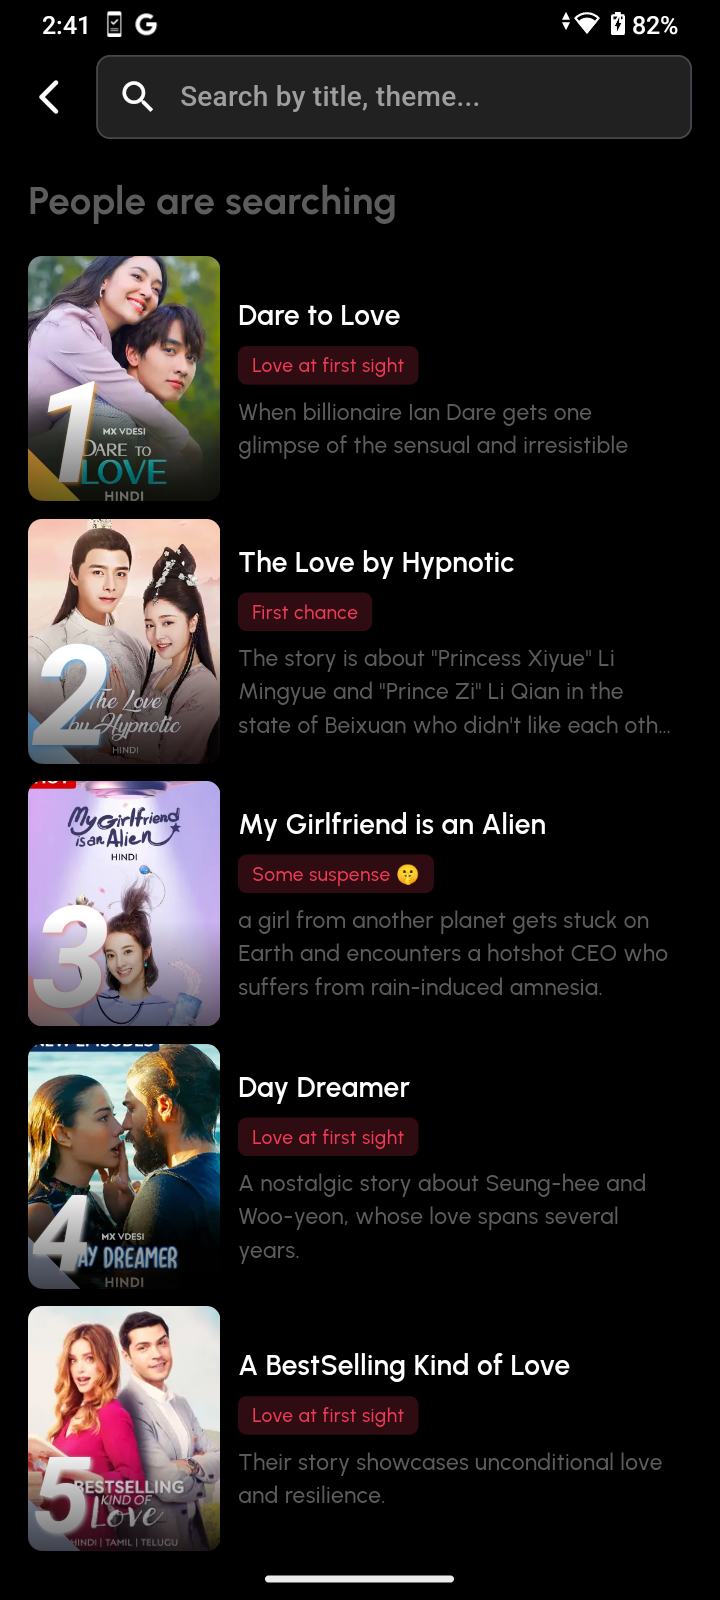 2:41
G
82%
Search by title, theme...
People are searching
1
MX VDESI
DARE TO
LOVE
HINDI
Dare to Love
Love at first sight
When billionaire Ian Dare gets one
glimpse of the sensual and irresistible
2
The Love
by Hypnotic
HINDI
The Love by Hypnotic
First chance
The story is about "Princess Xiyue" Li
Mingyue and "Prince Zi" Li Qian in the
state of Beixuan who didn't like each oth...
My Girlfriend
is an Alien
HINDI
3
My Girlfriend is an Alien
Some suspense 🤫
a girl from another planet gets stuck on
Earth and encounters a hotshot CEO who
suffers from rain-induced amnesia.
NEW EPISODES
4
MX VDESI
DAY DREAMER
HINDI
Day Dreamer
Love at first sight
A nostalgic story about Seung-hee and
Woo-yeon, whose love spans several
years.
5
BESTSELLING
KIND OF
Love
HINDI | TAMIL | TELUGU
A BestSelling Kind of Love
Love at first sight
Their story showcases unconditional love
and resilience.